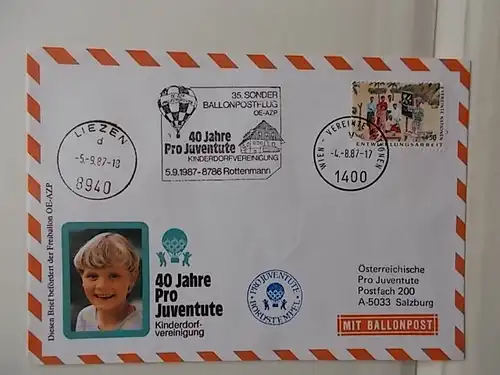 35. SONDER
BALLONPOSTFLUG
OE-AZP
40 Jahre
Pro Juventute
KINDERDORFVEREINIGUNG
5.9.1987-8786 Rottenmann
LIEZEN
d
-5.-9.87-18
8940
WIEN - VEREINTE NATIONEN
-4.-8.87-17
1400
ENTWICKLUNGSARBEIT
Diesen Brief befördert der Freiballon OE-AZP
40 Jahre
Pro
Juventute
Kinderdorf-
vereinigung
PRO JUVENTUTE
Österreichische
Pro Juventute
Postfach 200
A-5033 Salzburg
MIT BALLONPOST